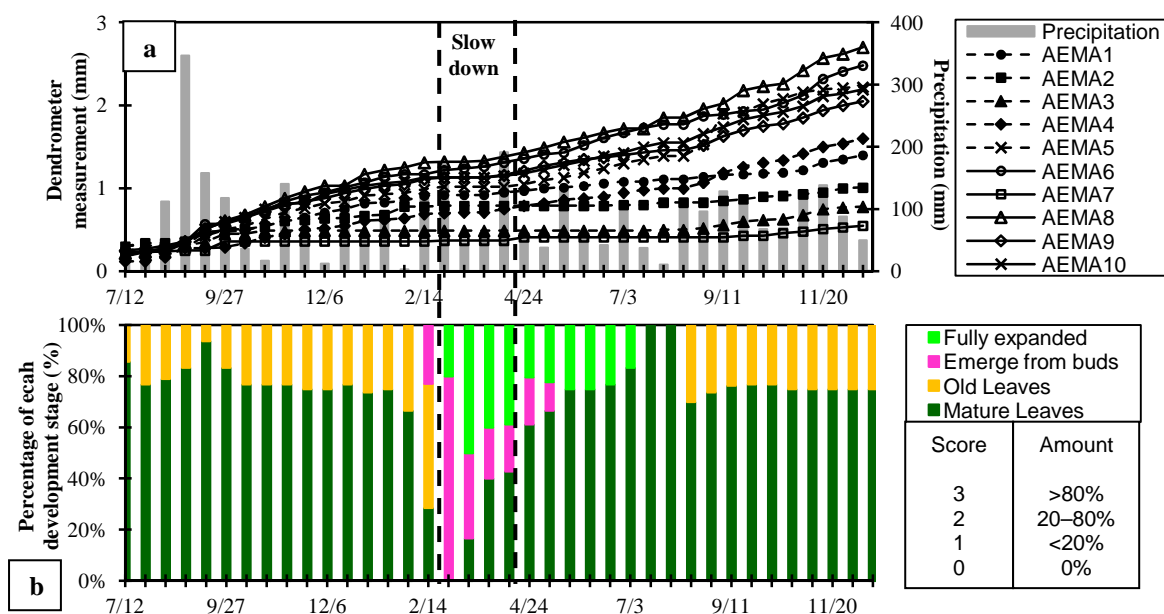 a
Slow
down
Dendrometer
measurement (mm)
3
2
1
0
400
300
200
100
0
Precipitation (mm)
7/12 9/27 12/6 2/14 4/24 7/3 9/11 11/20
Precipitation
AEMA1
AEMA2
AEMA3
AEMA4
AEMA5
AEMA6
AEMA7
AEMA8
AEMA9
AEMA10
b
Percentage of ecah
development stage (%)
100%
80%
60%
40%
20%
0%
7/12 9/27 12/6 2/14 4/24 7/3 9/11 11/20
Fully expanded
Emerge from buds
Old Leaves
Mature Leaves
Score Amount
3 >80%
2 20–80%
1 <20%
0 0%